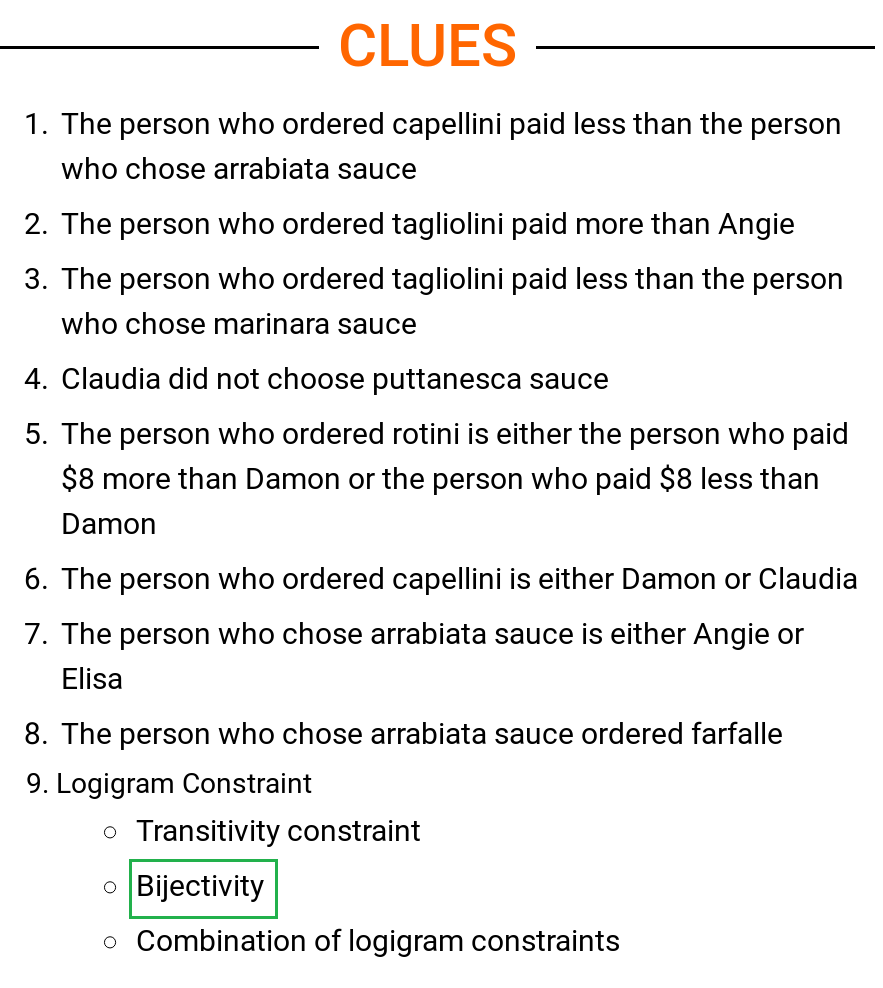 CLUES
1. The person who ordered capellini paid less than the person
who chose arrabiata sauce
2. The person who ordered tagliolini paid more than Angie
3. The person who ordered tagliolini paid less than the person
who chose marinara sauce
4. Claudia did not choose puttanesca sauce
5. The person who ordered rotini is either the person who paid
$8 more than Damon or the person who paid $8 less than
Damon
6. The person who ordered capellini is either Damon or Claudia
7. The person who chose arrabiata sauce is either Angie or
Elisa
8. The person who chose arrabiata sauce ordered farfalle
9. Logigram Constraint
○ Transitivity constraint
○ Bijectivity
○ Combination of logigram constraints